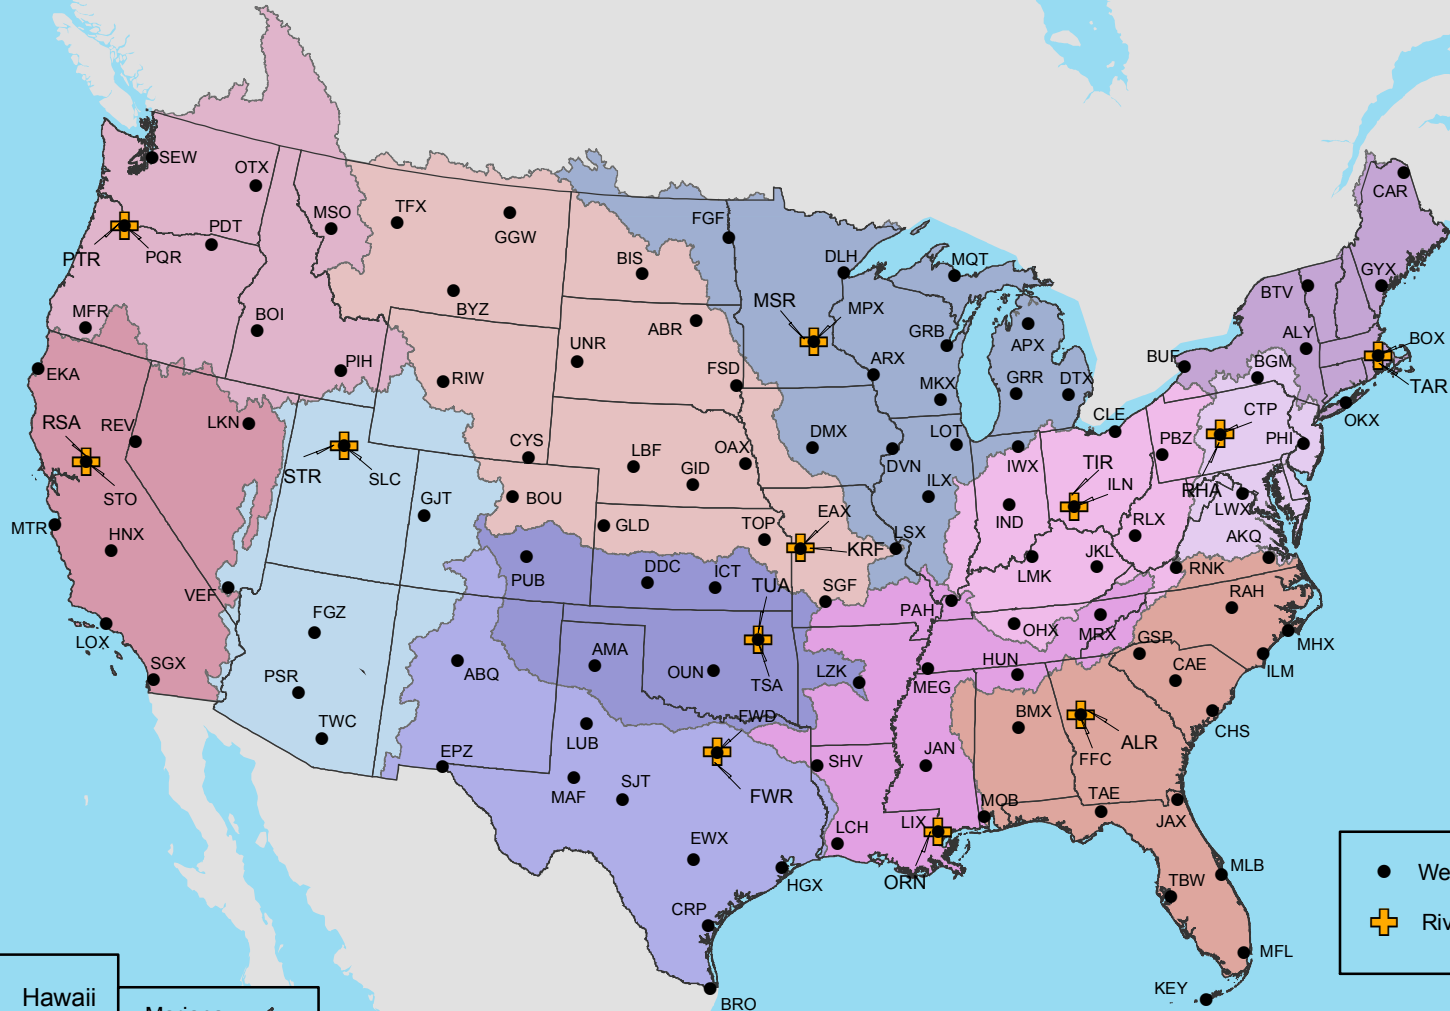 CAR
SEW
OTX
TFX
GGW
MSO
FGF
PDT
PTR
PQR
BIS
DLH
MQT
GYX
BTV
MFR
BOI
BYZ
MSR
MPX
ABR
UNR
GRB
APX
ALY
BOX
BUF
BGM
EKA
PIH
RIW
FSD
ARX
MKX
GRR
DTX
TAR
RSA
REV
LKN
CLE
CTP
OKX
CYS
LBF
OAX
DMX
LOT
PBZ
PHI
GID
DVN
IWX
TIR
STR
SLC
STO
GJT
BOU
ILX
ILN
RHA
LWX
MTR
HNX
GLD
TOP
EAX
KRF
LSX
IND
RLX
AKQ
JKL
PUB
DDC
ICT
TUA
SGF
LMK
RNK
VEF
FGZ
PAH
RAH
LOX
OHX
MRX
GSP
MHX
SGX
PSR
ABQ
AMA
OUN
TSA
LZK
MEG
HUN
CAE
ILM
TWC
LUB
FWD
BMX
FFC
ALR
CHS
EPZ
MAF
SJT
FWR
SHV
JAN
MOB
TAE
JAX
EWX
LCH
LIX
ORN
HGX
TBW
MLB
We
CRP
Riv
MFL
BRO
KEY
Hawaii